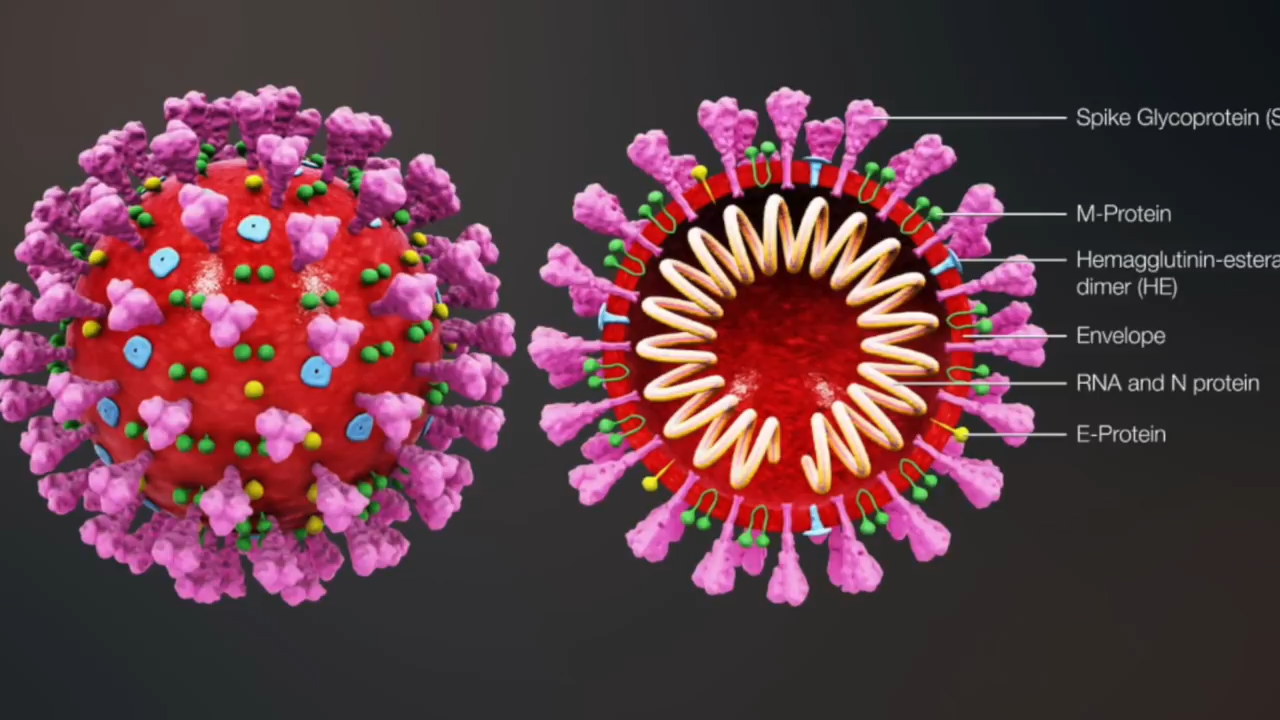 Spike Glycoprotein (S
M-Protein
Hemagglutinin-estera
dimer (HE)
Envelope
RNA and N protein
E-Protein